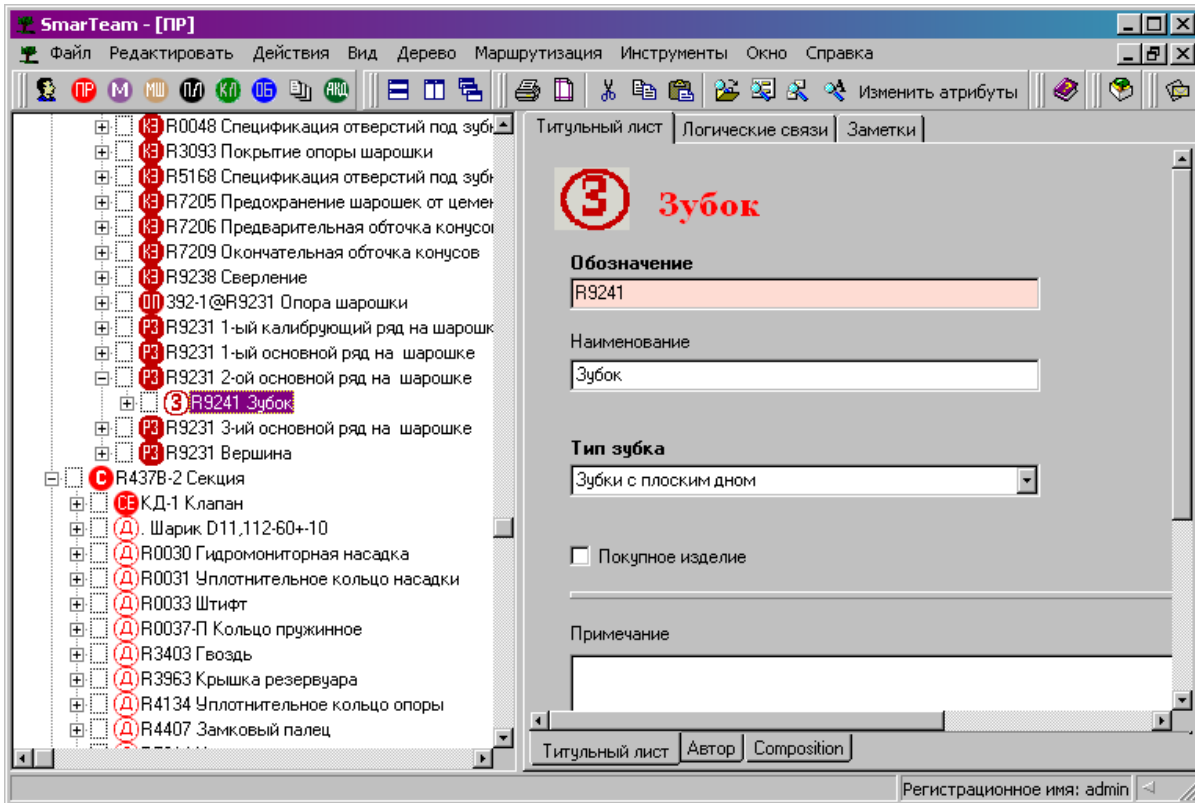 SmarTeam - [ПР]
Файл Редактировать Действия Вид Дерево Маршрутизация Инструменты Окно Справка
ПР М МШ ПЛ КЛ ОБ АКЦ Изменить атрибуты
КЭ R0048 Спецификация отверстий под зубк
КЭ R3093 Покрытие опоры шарошки
КЭ R5168 Спецификация отверстий под зубк
КЭ R7205 Предохранение шарошек от цемен
КЭ R7206 Предварительная обточка конусов
КЭ R7209 Окончательная обточка конусов
КЭ R9238 Сверление
ОП 392-1@R9231 Опора шарошки
РЗ R9231 1-ый калибрующий ряд на шарошк
РЗ R9231 1-ый основной ряд на шарошке
РЗ R9231 2-ой основной ряд на шарошке
З R9241 Зубок
РЗ R9231 3-ий основной ряд на шарошке
РЗ R9231 Вершина
С R437B-2 Секция
СЕ КД-1 Клапан
Д . Шарик D11,112-60+-10
Д R0030 Гидромониторная насадка
Д R0031 Уплотнительное кольцо насадки
Д R0033 Штифт
Д R0037-П Кольцо пружинное
Д R3403 Гвоздь
Д R3963 Крышка резервуара
Д R4134 Уплотнительное кольцо опоры
Д R4407 Замковый палец
Титульный лист Логические связи Заметки
З Зубок
Обозначение
R9241
Наименование
Зубок
Тип зубка
Зубки с плоским дном
Покупное изделие
Примечание
Титульный лист Автор Composition
Регистрационное имя: admin